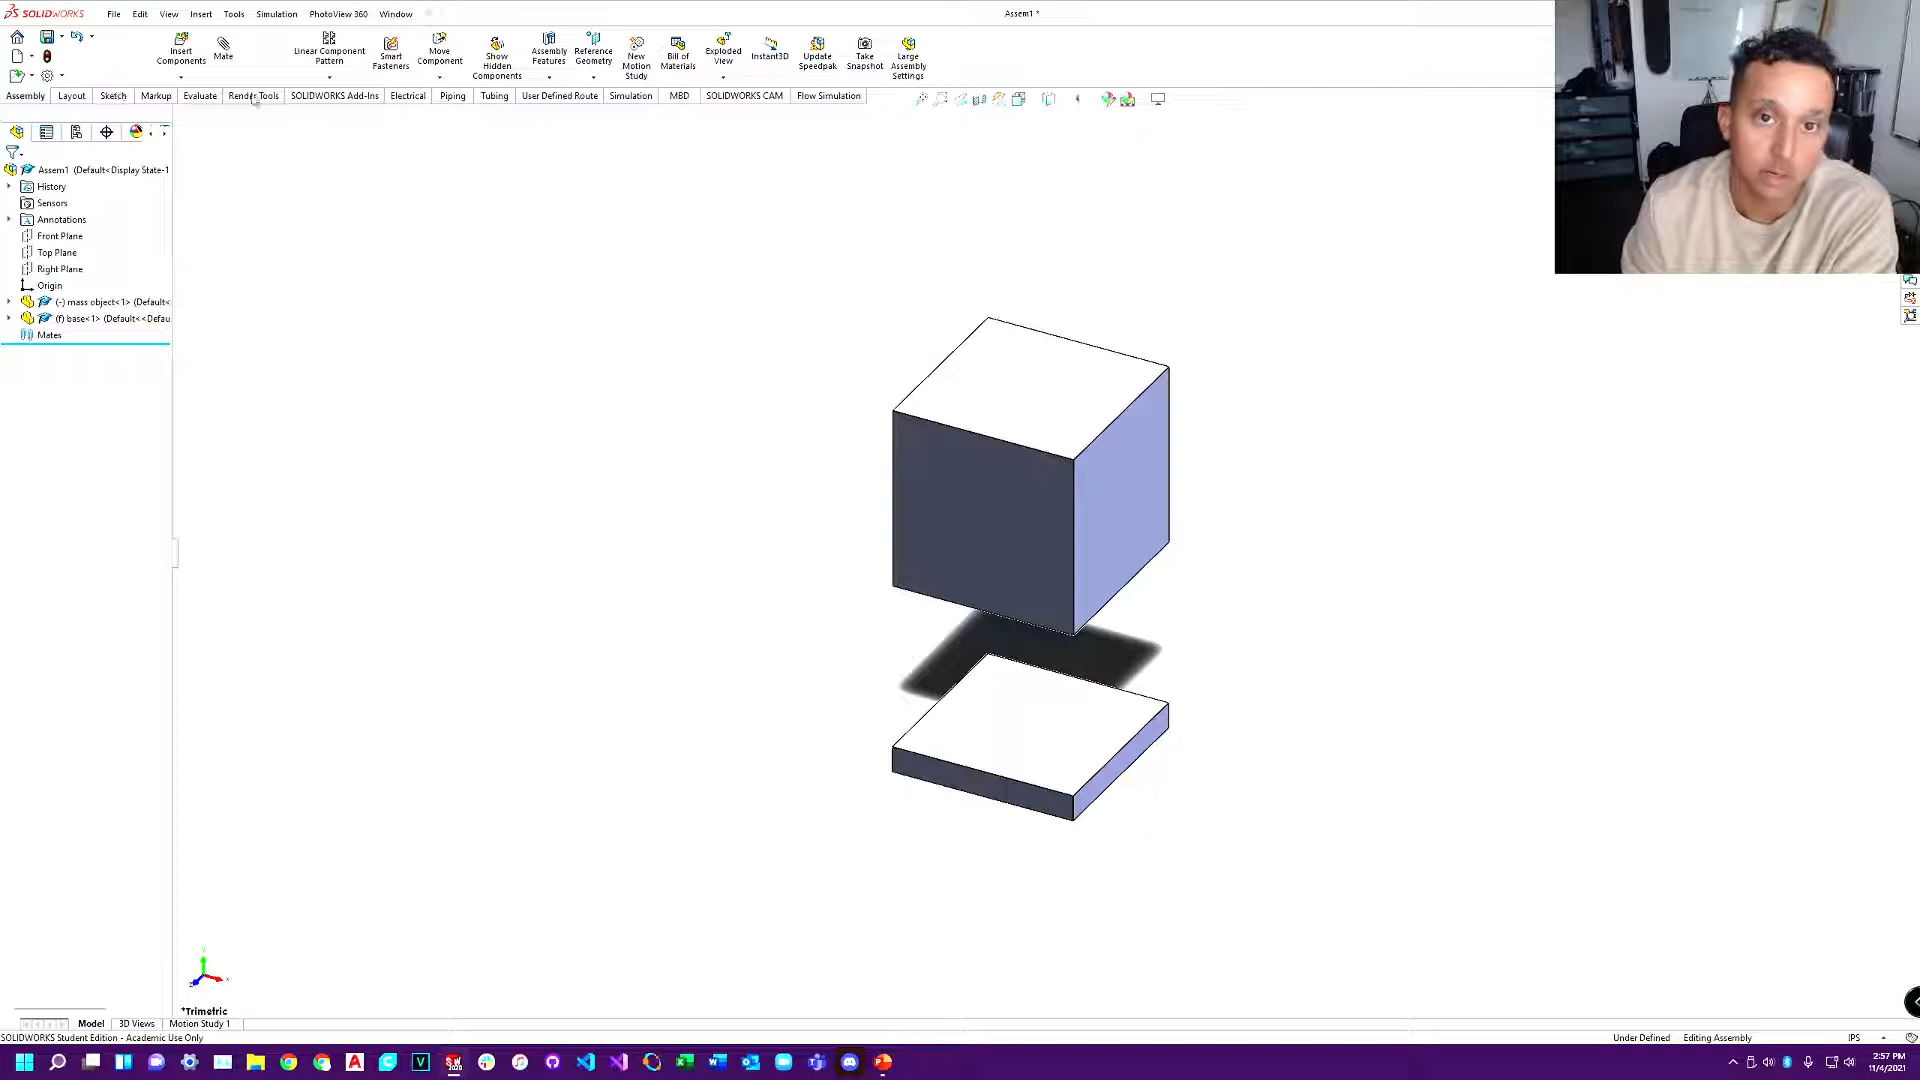 SOLIDWORKS File Edit View Insert Tools Simulation PhotoView 360 Window Assem1 *
Insert Components
Mate
Linear Component Pattern
Smart Fasteners
Move Component
Show Hidden Components
Assembly Features
Reference Geometry
New Motion Study
Bill of Materials
Exploded View
Instant3D
Update Speedpak
Take Snapshot
Large Assembly Settings
Assembly Layout Sketch Markup Evaluate Render Tools SOLIDWORKS Add-Ins Electrical Piping Tubing User Defined Route Simulation MBD SOLIDWORKS CAM Flow Simulation
Assem1 (Default<Display State-1
History
Sensors
Annotations
Front Plane
Top Plane
Right Plane
Origin
(-) mass object<1> (Default<
(f) base<1> (Default<<Defau
Mates
*Trimetric
Model 3D Views Motion Study 1
SOLIDWORKS Student Edition - Academic Use Only Under Defined Editing Assembly IPS
2:57 PM
11/4/2021